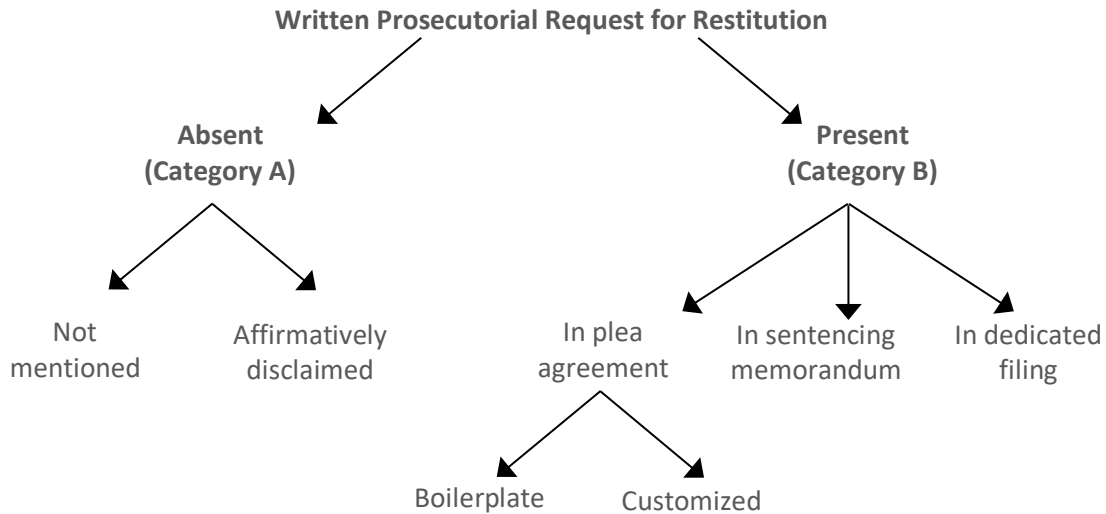 Written Prosecutorial Request for Restitution
Absent
(Category A)
Present
(Category B)
Not
mentioned
Affirmatively
disclaimed
In plea
agreement
In sentencing
memorandum
In dedicated
filing
Boilerplate
Customized